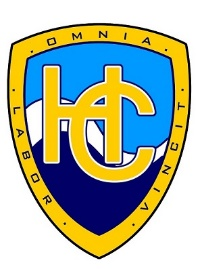 · OMNIA ·
LABOR · VINCIT
HC